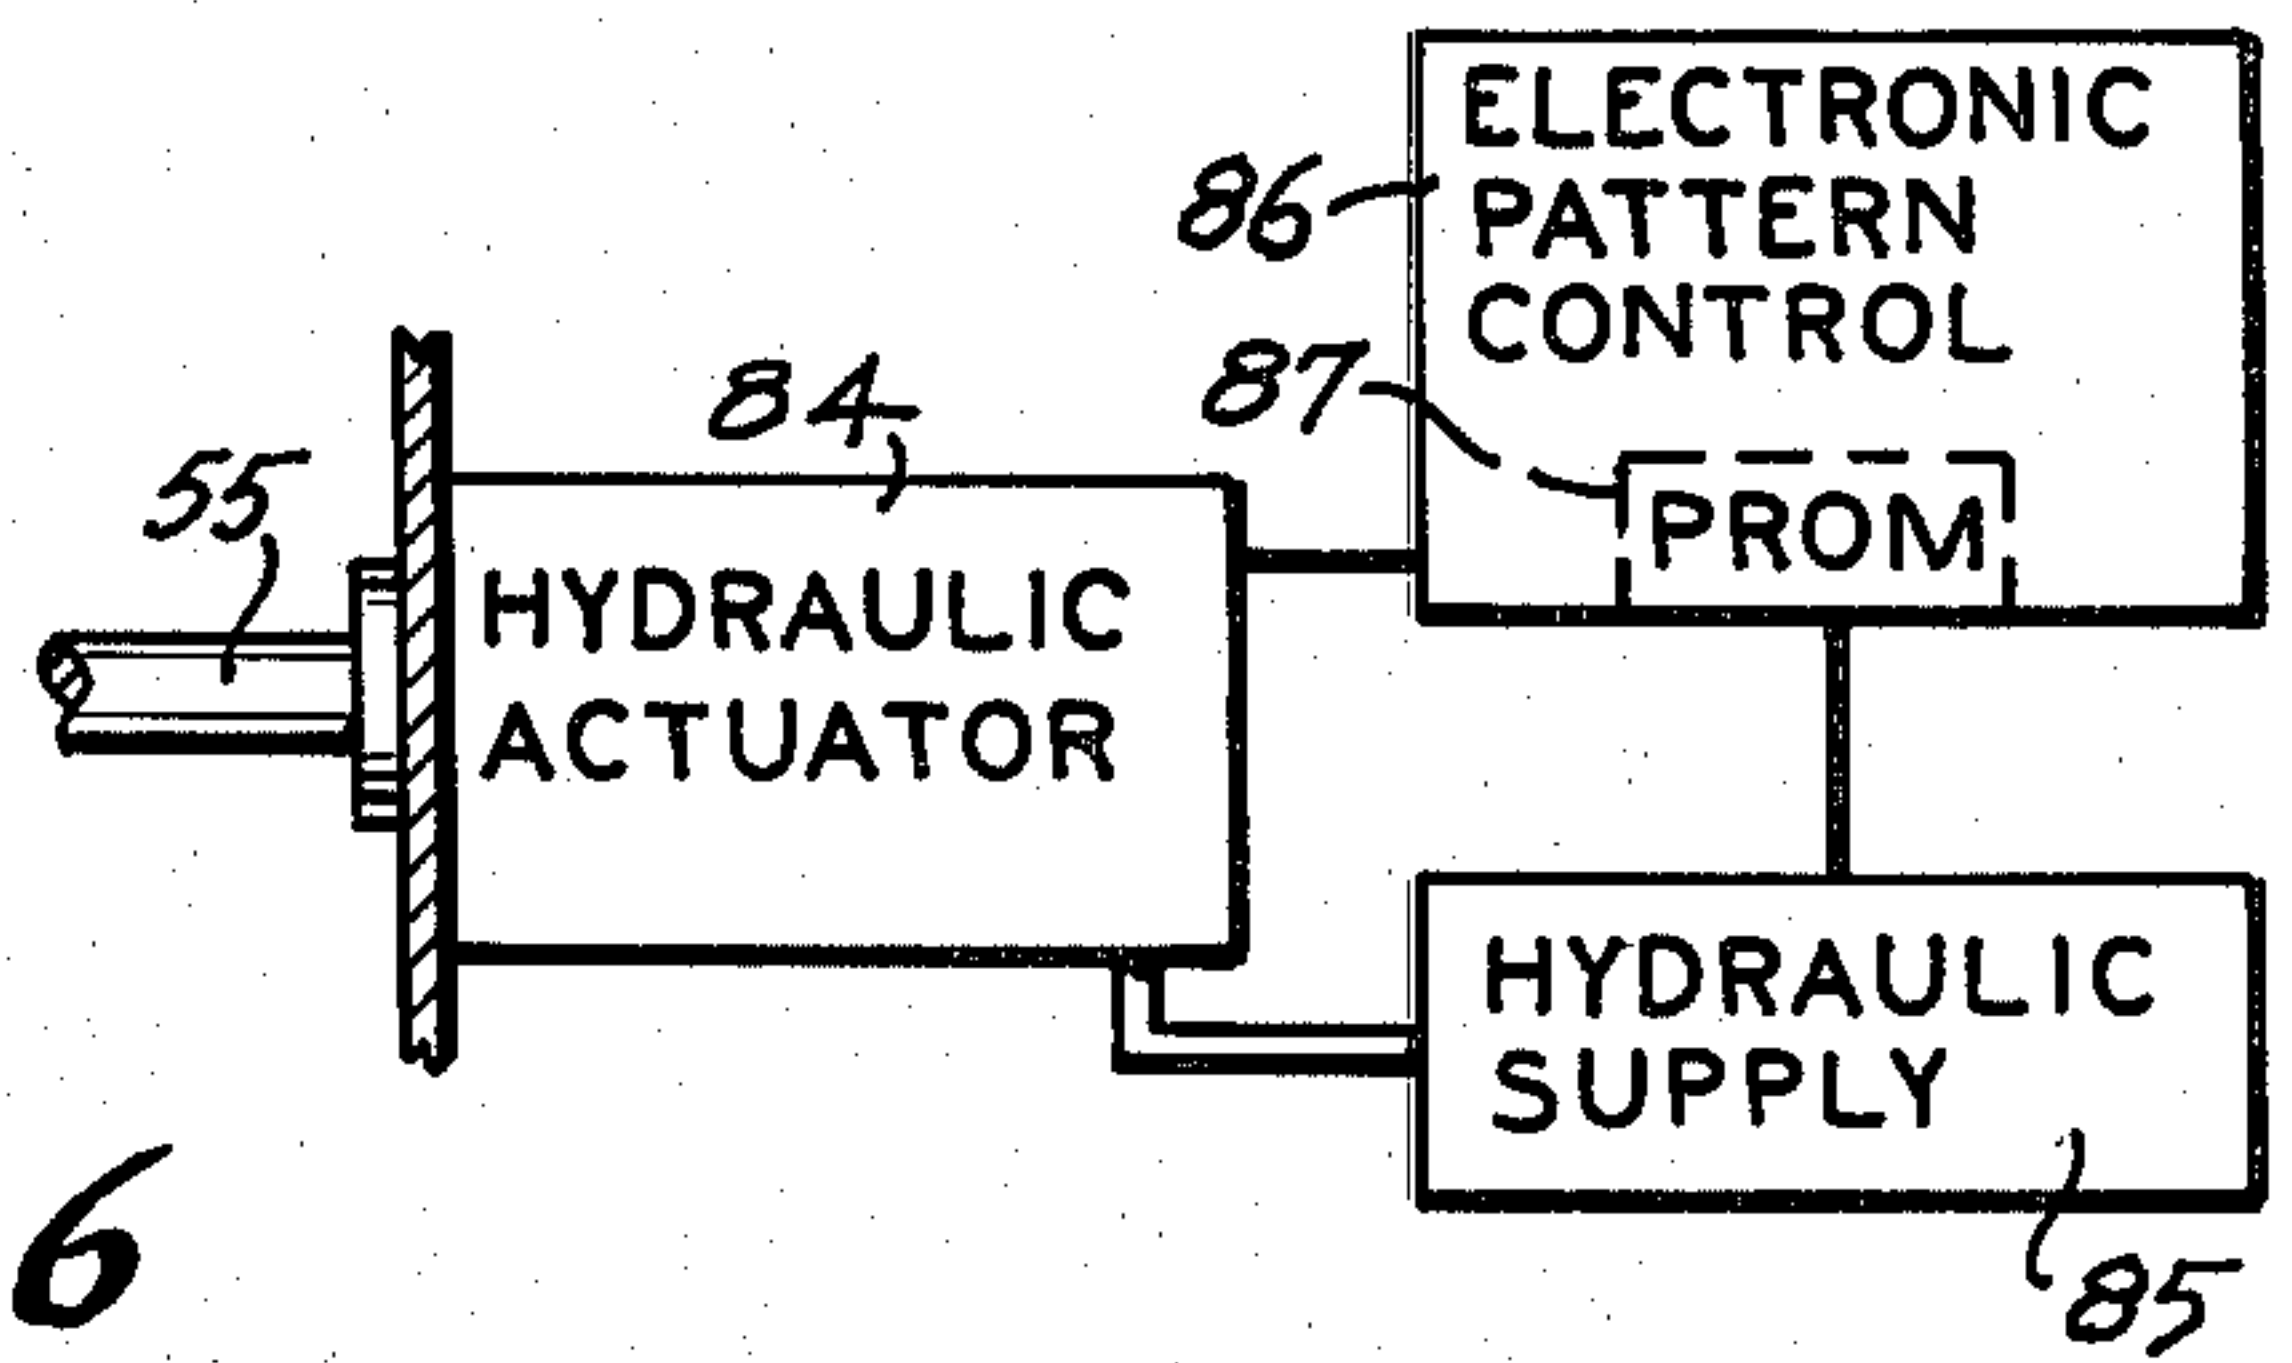 ELECTRONIC
PATTERN
CONTROL
86
87
PROM
84
55
HYDRAULIC
ACTUATOR
HYDRAULIC
SUPPLY
85
6